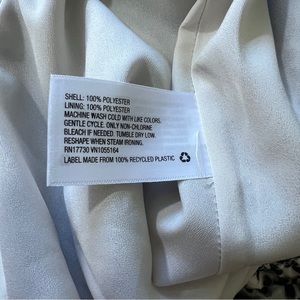 SHELL: 100% POLYESTER
LINING: 100% POLYESTER
MACHINE WASH COLD WITH LIKE COLORS.
GENTLE CYCLE. ONLY NON-CHLORINE
BLEACH IF NEEDED. TUMBLE DRY LOW.
RESHAPE WHEN STEAM IRONING.
RN17730 VN1055164
LABEL MADE FROM 100% RECYCLED PLASTIC